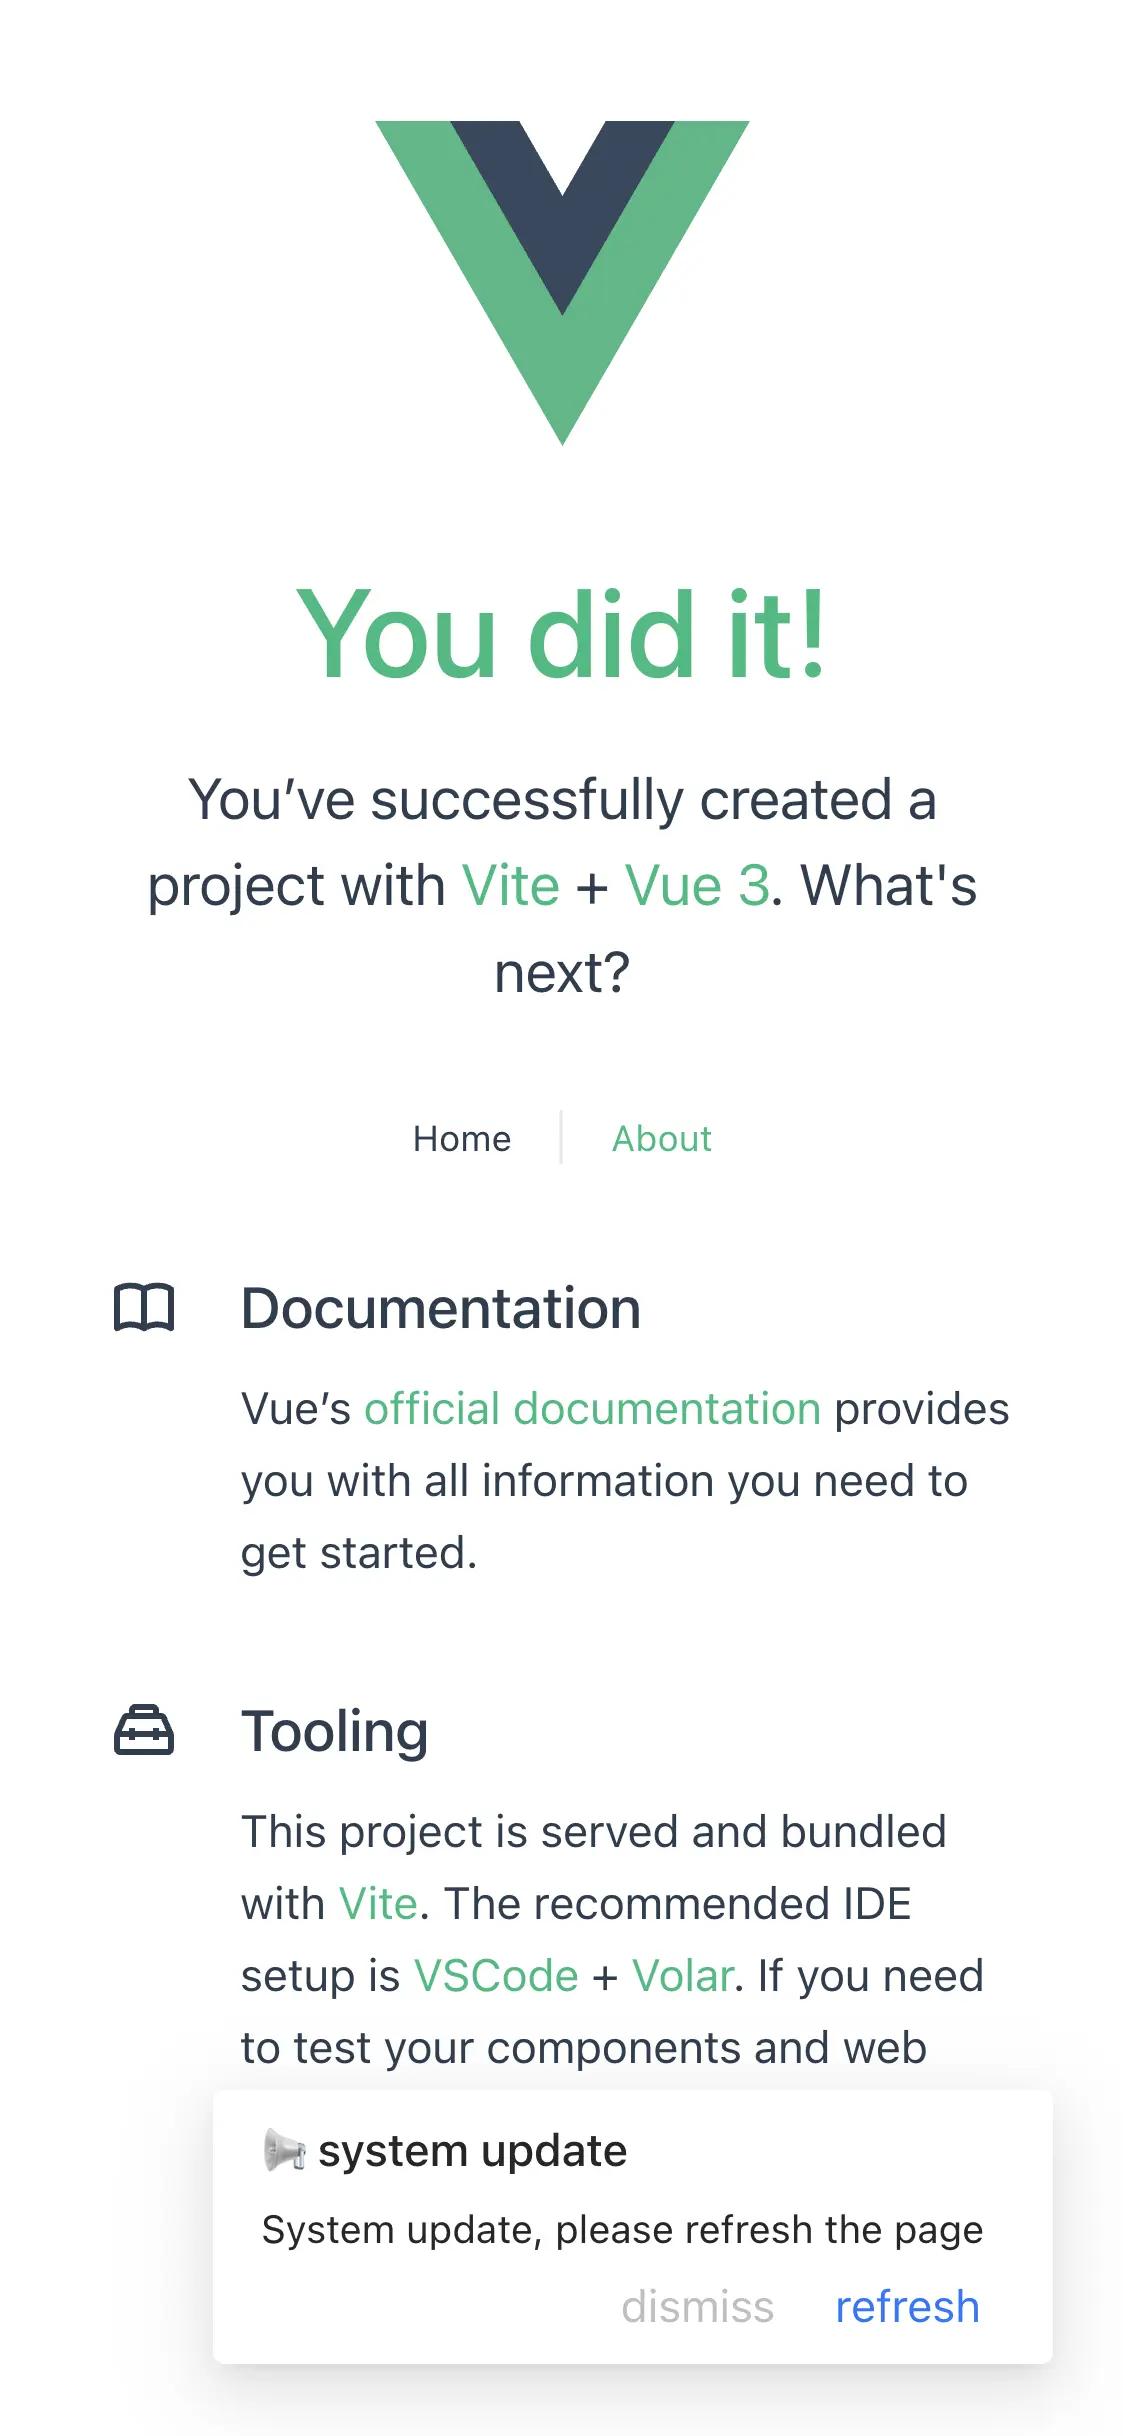 You did it!
You’ve successfully created a
project with Vite + Vue 3. What's
next?
Home
About
Documentation
Vue’s official documentation provides
you with all information you need to
get started.
Tooling
This project is served and bundled
with Vite. The recommended IDE
setup is VSCode + Volar. If you need
to test your components and web
📢 system update
System update, please refresh the page
dismiss
refresh